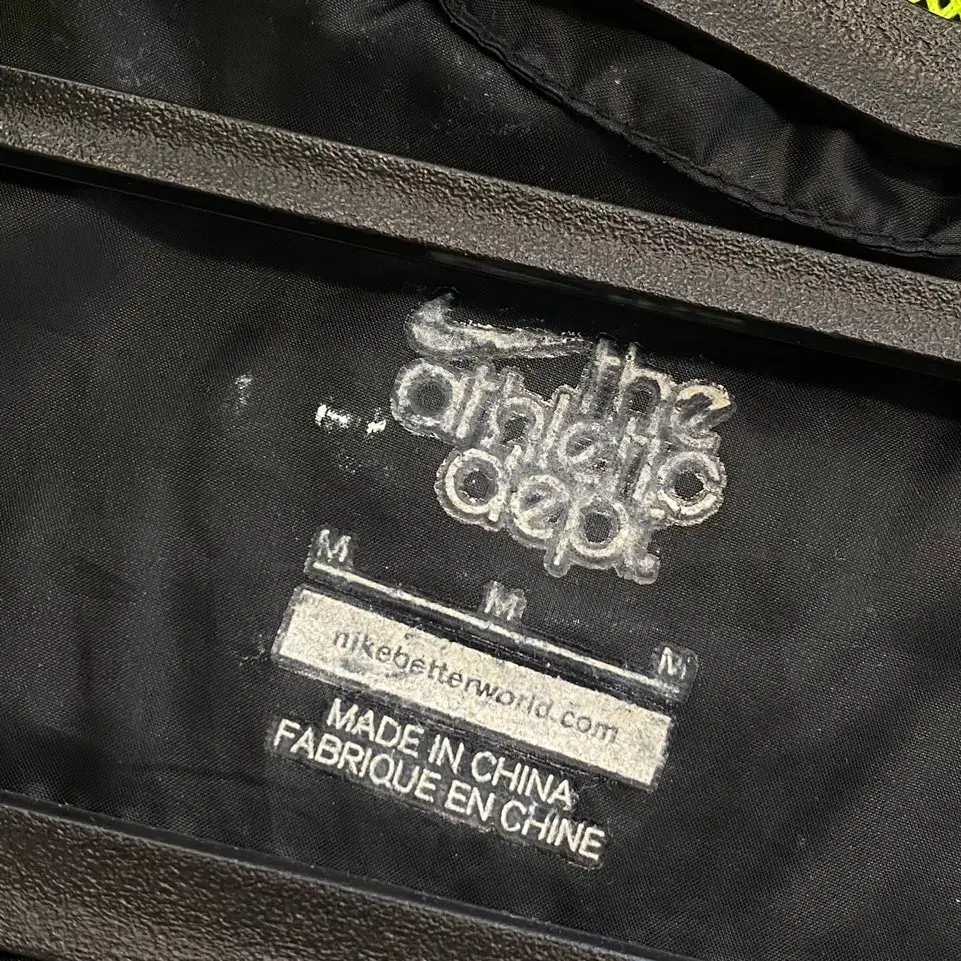 the
athletic
dept.
M M M
nikebetterworld.com
MADE IN CHINA
FABRIQUE EN CHINE